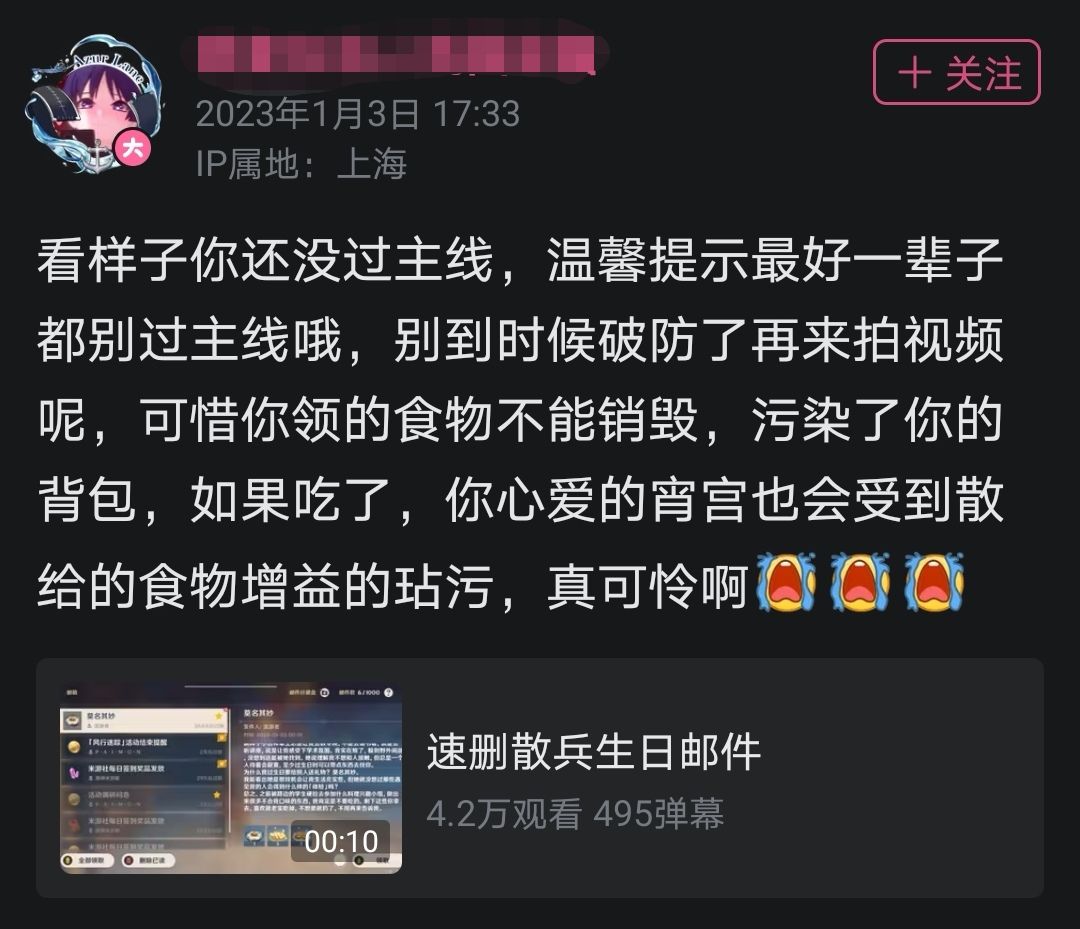 Azur Lane
大
2023年1月3日 17:33
IP属地：上海
＋ 关注
看样子你还没过主线，温馨提示最好一辈子
都别过主线哦，别到时候破防了再来拍视频
呢，可惜你领的食物不能销毁，污染了你的
背包，如果吃了，你心爱的宵宫也会受到散
给的食物增益的玷污，真可怜啊
莫名其妙
「风行迷踪」活动结束提醒
P·A·I·M·O·N
米游社每日签到奖品发放
米游社每日签到奖品发放
全部领取
删除已读
莫名其妙
00:10
速删散兵生日邮件
4.2万观看 495弹幕